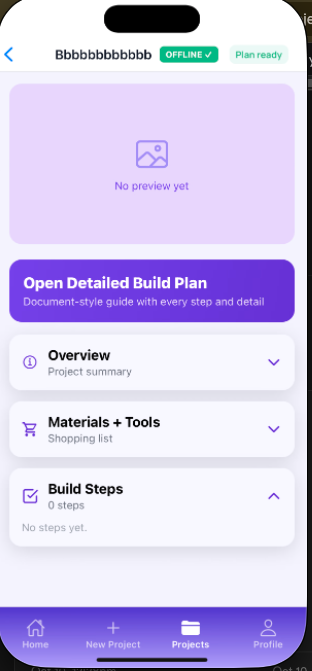 Bbbbbbbbbbbb OFFLINE ✓ Plan ready
No preview yet
Open Detailed Build Plan
Document-style guide with every step and detail
Overview
Project summary
Materials + Tools
Shopping list
Build Steps
0 steps
No steps yet.
Home New Project Projects Profile